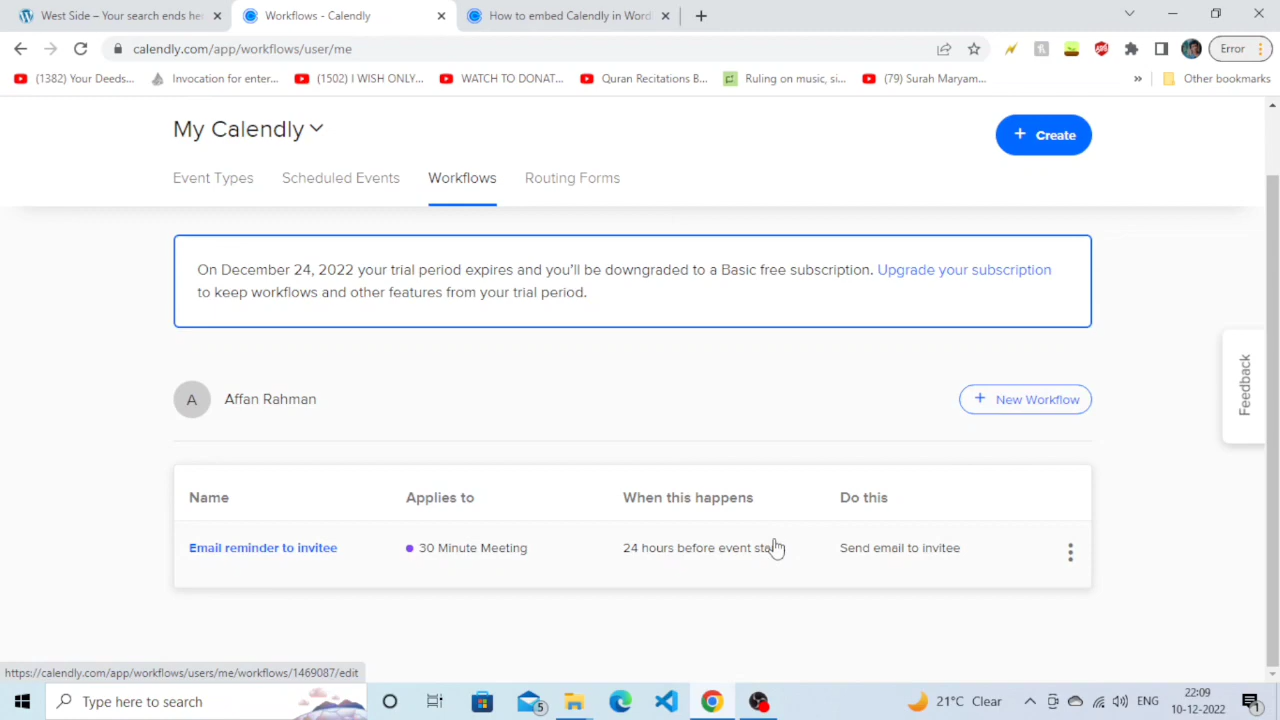 West Side – Your search ends he
Workflows - Calendly
How to embed Calendly in Word
calendly.com/app/workflows/user/me
Error
(1382) Your Deeds...
Invocation for enter...
(1502) I WISH ONLY...
WATCH TO DONAT...
Quran Recitations B...
Ruling on music, si...
(79) Surah Maryam...
»
Other bookmarks
My Calendly
+ Create
Event Types
Scheduled Events
Workflows
Routing Forms
On December 24, 2022 your trial period expires and you'll be downgraded to a Basic free subscription. Upgrade your subscription
to keep workflows and other features from your trial period.
Feedback
A
Affan Rahman
+ New Workflow
Name
Applies to
When this happens
Do this
Email reminder to invitee
30 Minute Meeting
24 hours before event sta
Send email to invitee
https://calendly.com/app/workflows/users/me/workflows/1469087/edit
Type here to search
5
21°C Clear
ENG
22:09
10-12-2022
1